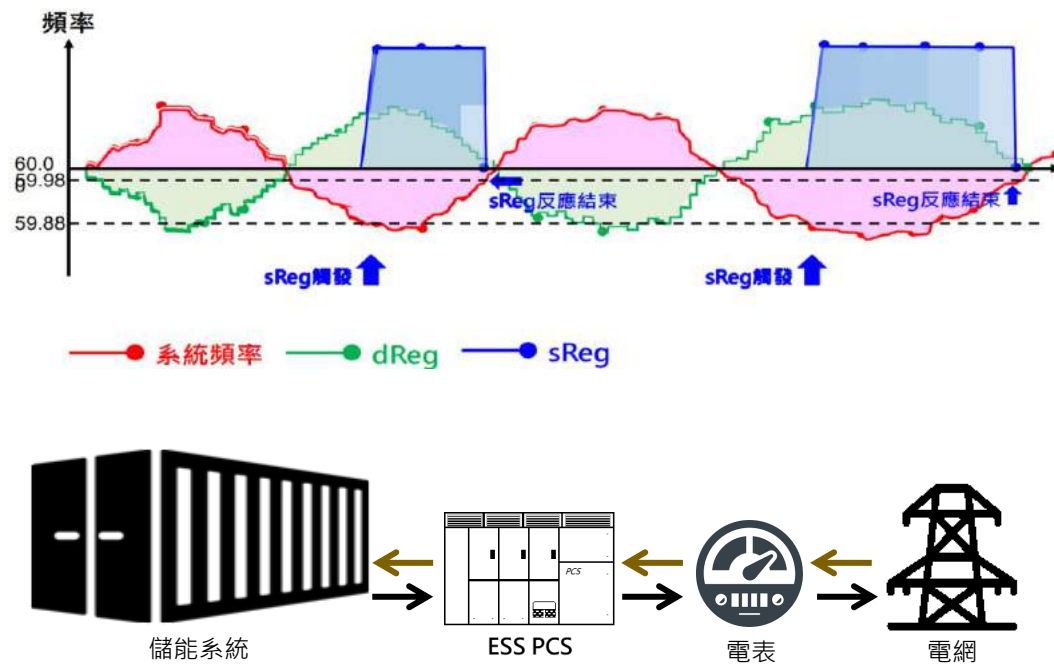 頻率
60.0
59.98
59.88
sReg反應結束
sReg反應結束
sReg觸發
sReg觸發
系統頻率
dReg
sReg
PCS
儲能系統
ESS PCS
電表
電網